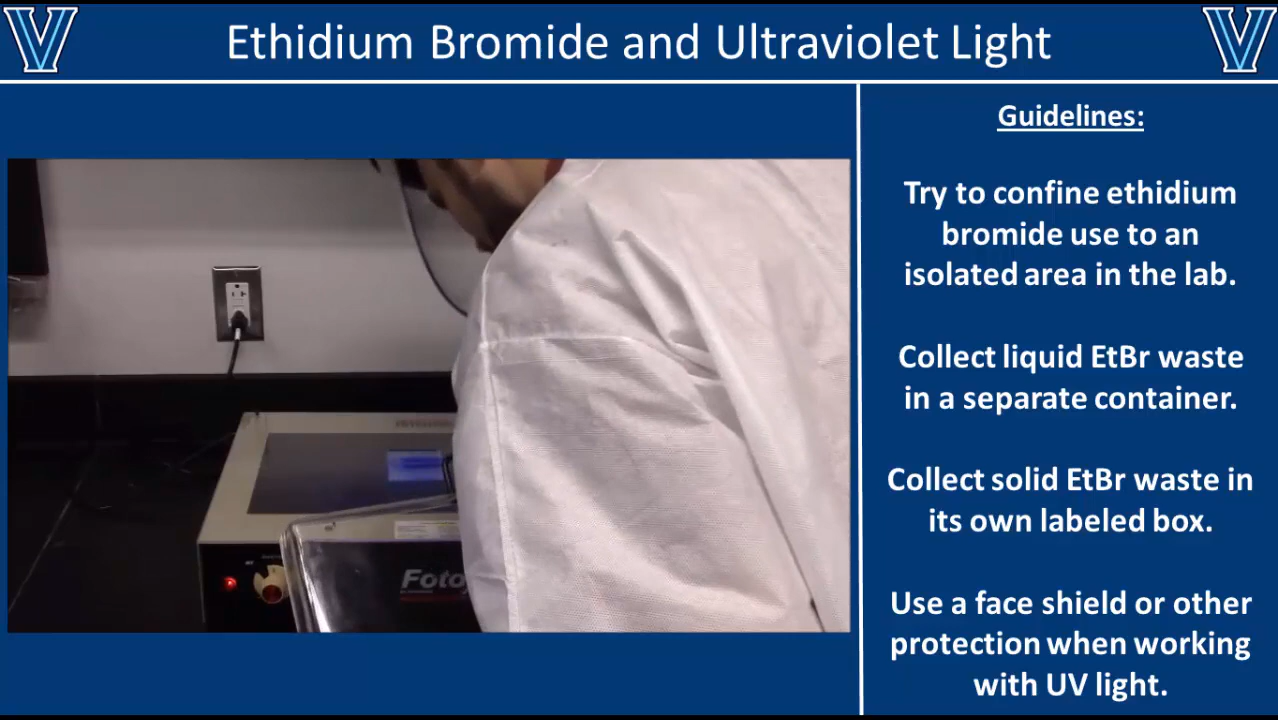 Ethidium Bromide and Ultraviolet Light
Guidelines:
Try to confine ethidium
bromide use to an
isolated area in the lab.
Collect liquid EtBr waste
in a separate container.
Collect solid EtBr waste in
its own labeled box.
Use a face shield or other
protection when working
with UV light.
Foto